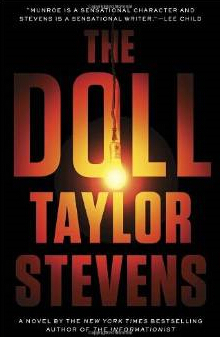 "MUNROE IS A SENSATIONAL CHARACTER AND
STEVENS IS A SENSATIONAL WRITER."—LEE CHILD
THE
DOLL
TAYLOR
STEVENS
A NOVEL BY THE NEW YORK TIMES BESTSELLING
AUTHOR OF THE INFORMATIONIST